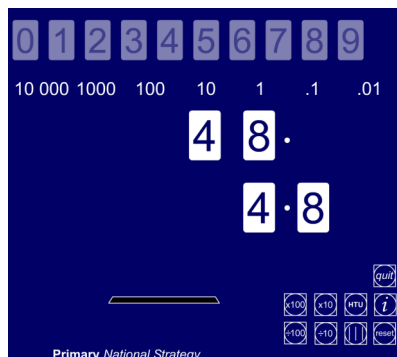 0 1 2 3 4 5 6 7 8 9
10 000 1000 100 10 1 .1 .01
4 8 .
4 . 8
quit
x100 x10 HTU i
÷100 ÷10 reset
Primary National Strategy